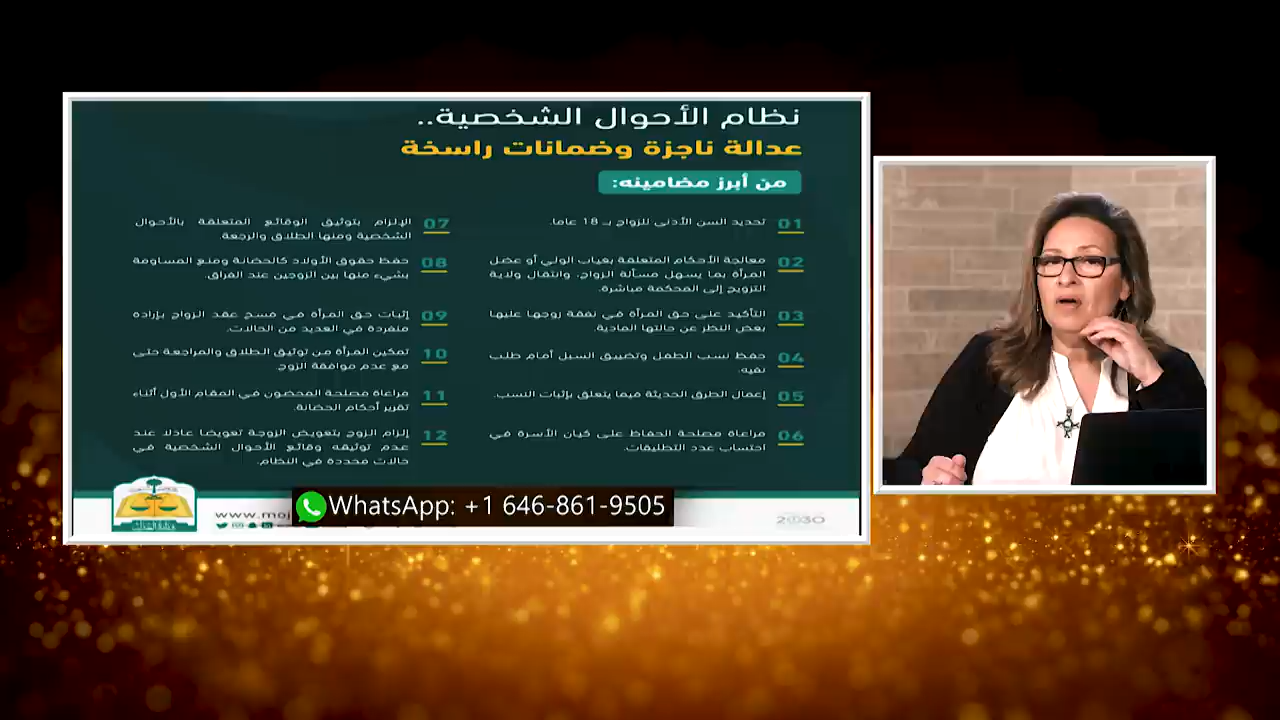 نظام الأحوال الشخصية..
عدالة ناجزة وضمانات راسخة
من أبرز مضامينه:
01
تحديد السن الأدنى للزواج بـ 18 عاما.
02
معالجة الأحكام المتعلقة بغياب الولي أو عضل
المرأة بما يسهل مسألة الزواج، وانتقال ولاية
التزويج إلى المحكمة مباشرة.
03
التأكيد على حق المرأة في نفقة زوجها عليها
بغض النظر عن حالتها المادية.
04
حفظ نسب الطفل وتضييق السبل أمام طلب
نفيه.
05
إعمال الطرق الحديثة فيما يتعلق بإثبات النسب.
06
مراعاة مصلحة الحفاظ على كيان الأسرة في
احتساب عدد التطليقات.
07
الإلزام بتوثيق الوقائع المتعلقة بالأحوال
الشخصية ومنها الطلاق والرجعة.
08
حفظ حقوق الأولاد كالحضانة ومنع المساومة
بشيء منها بين الزوجين عند الفراق.
09
إثبات حق المرأة في فسخ عقد الزواج بإرادة
منفردة في العديد من الحالات.
10
تمكين المرأة من توثيق الطلاق والمراجعة حتى
مع عدم موافقة الزوج.
11
مراعاة مصلحة المحضون في المقام الأول أثناء
تقرير أحكام الحضانة.
12
إلزام الزوج بتعويض الزوجة تعويضا عادلا عند
عدم توثيقه وقائع الأحوال الشخصية في
حالات محددة في النظام.
وزارة العدل
www.moj
WhatsApp: +1 646-861-9505
2030